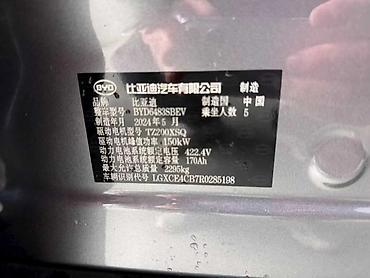 BYD 比亚迪汽车有限公司 制造
品牌 比亚迪 制造国 中国
整车型号 BYD6483SBEV 乘坐人数 5
制造年月 2024年5月
驱动电机型号 TZ200XSQ
驱动电机峰值功率 150kW
动力电池系统额定电压 422.4V
动力电池系统额定容量 170Ah
最大允许总质量 2295kg
车辆识别代号 LGXCE4CB7R0285198